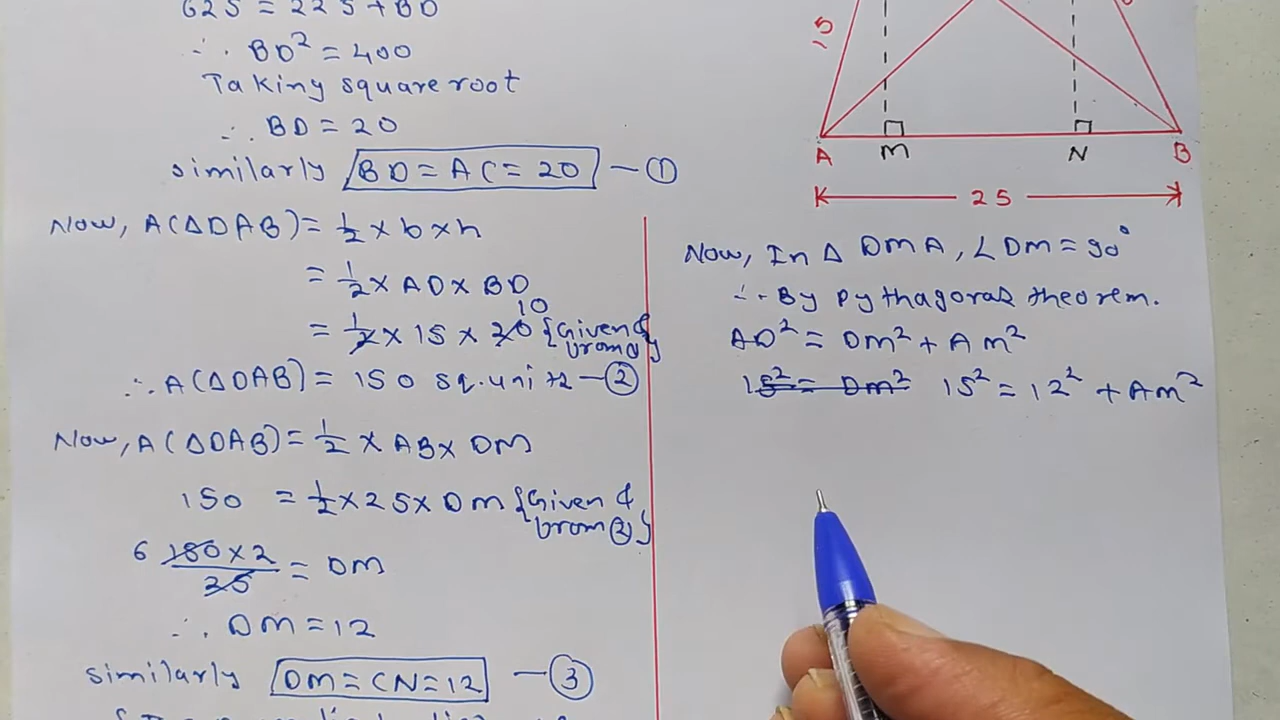 625 = 225 + BD
∴ BD² = 400
Taking square root
∴ BD = 20
similarly BD = AC = 20 — ①
Now, A(ΔDAB) = 1/2 × b × h
= 1/2 × AD × BD
10
= 1/2 × 15 × 20 {Given & from ①}
∴ A(ΔDAB) = 150 sq. units — ②
Now, A(ΔDAB) = 1/2 × AB × DM
150 = 1/2 × 25 × DM {Given & from ②}
6 150 × 2 / 25 = DM
∴ DM = 12
similarly DM = CN = 12 — ③
15
A M N B
25
Now, In Δ DMA, ∠DM = 90°
∴ By Pythagoras theorem.
AD² = DM² + AM²
15² = DM² 15² = 12² + AM²